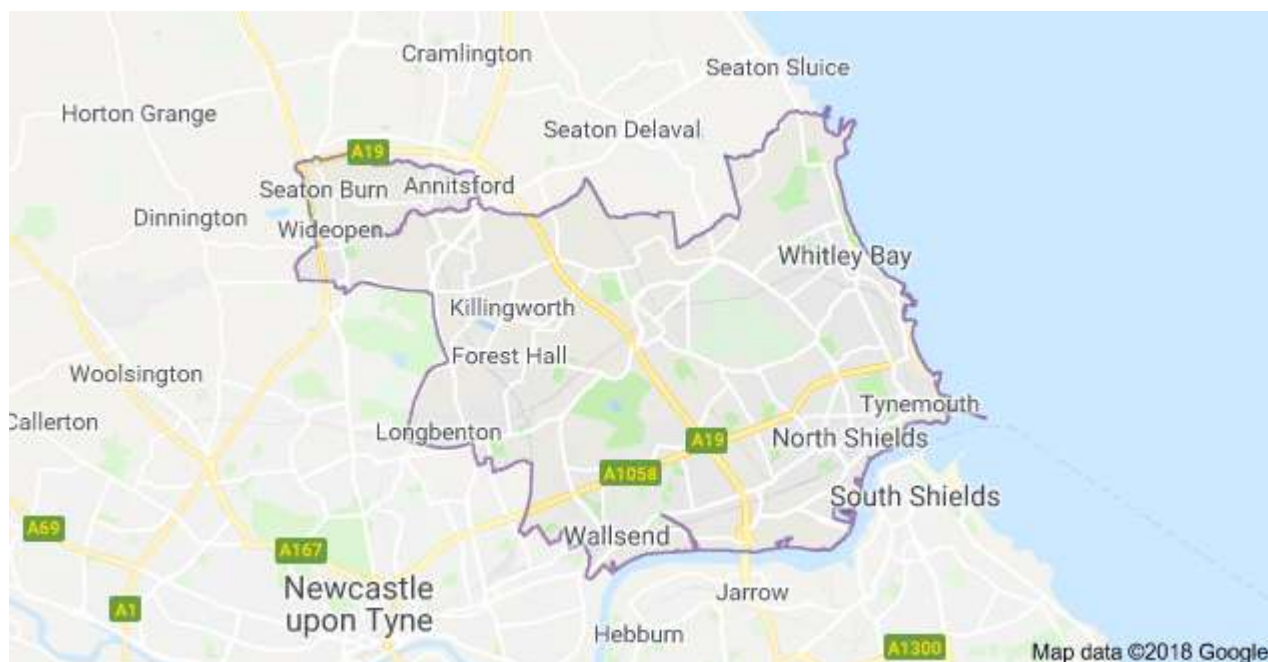 Cramlington
Seaton Sluice
Horton Grange
Seaton Delaval
A19
Seaton Burn
Annitsford
Dinnington
Wideopen
Whitley Bay
Killingworth
Forest Hall
Woolsington
Callerton
Tynemouth
Longbenton
A19
North Shields
A1058
South Shields
A69
Wallsend
A167
Newcastle
upon Tyne
Jarrow
A1
Hebburn
A1300
Map data ©2018 Google